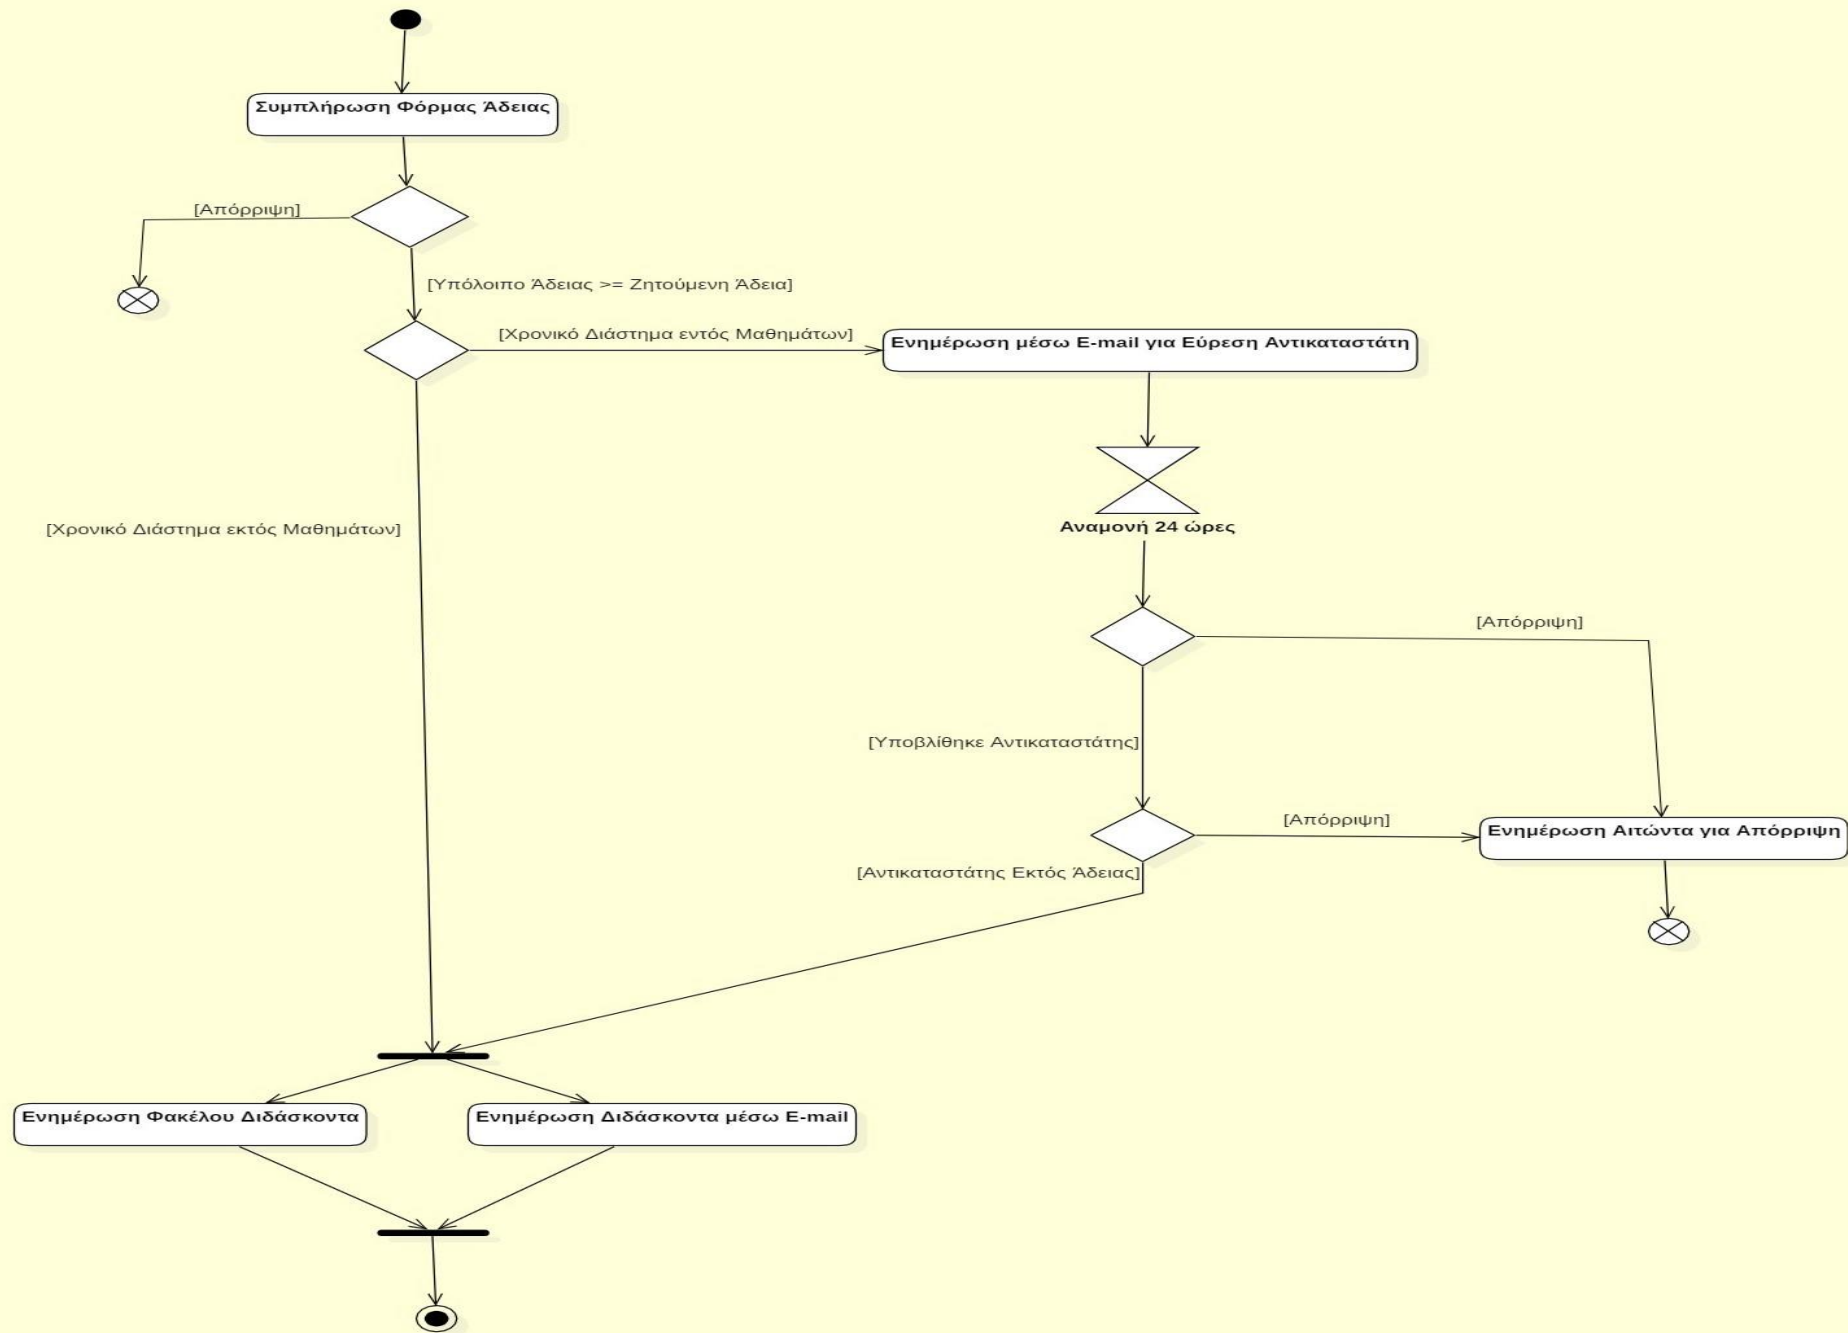 Συμπλήρωση Φόρμας Άδειας
[Απόρριψη]
[Υπόλοιπο Άδειας >= Ζητούμενη Άδεια]
[Χρονικό Διάστημα εντός Μαθημάτων]
Ενημέρωση μέσω E-mail για Εύρεση Αντικαταστάτη
Αναμονή 24 ώρες
[Χρονικό Διάστημα εκτός Μαθημάτων]
[Απόρριψη]
[Υποβλίθηκε Αντικαταστάτης]
[Απόρριψη]
Ενημέρωση Αιτώντα για Απόρριψη
[Αντικαταστάτης Εκτός Άδειας]
Ενημέρωση Φακέλου Διδάσκοντα
Ενημέρωση Διδάσκοντα μέσω E-mail